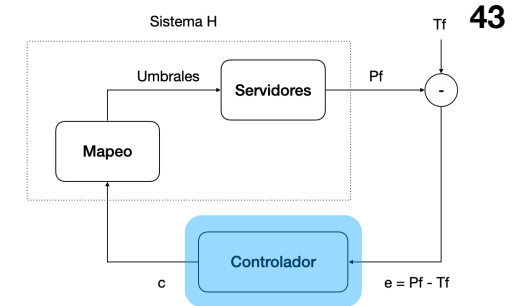 Sistema H
Tf
43
Umbrales
Servidores
Pf
-
Mapeo
Controlador
c
e = Pf - Tf